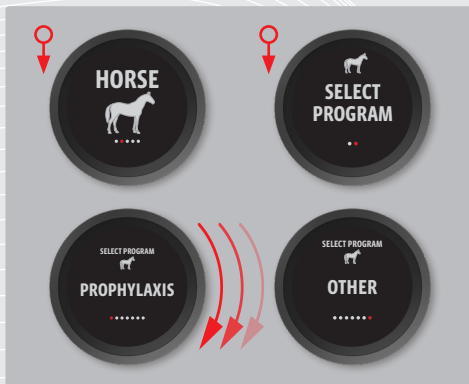 HORSE
SELECT
PROGRAM
SELECT PROGRAM
PROPHYLAXIS
SELECT PROGRAM
OTHER